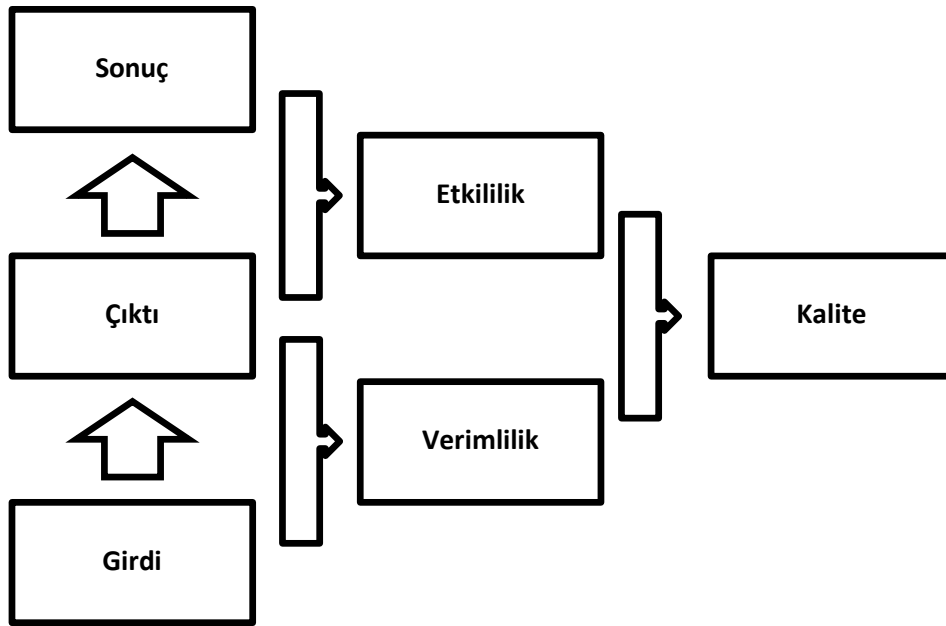 Sonuç
Etkililik
Çıktı
Kalite
Verimlilik
Girdi